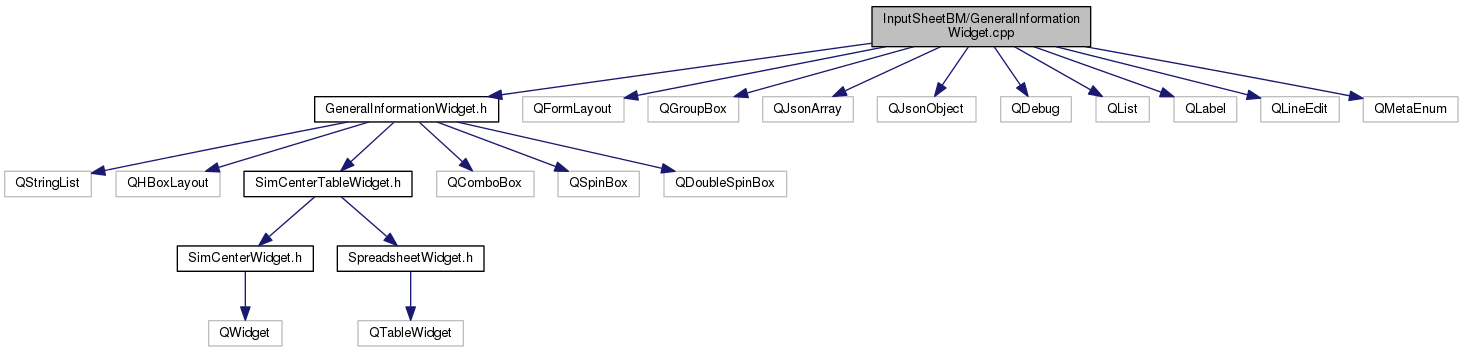 InputSheetBM/GeneralInformation
Widget.cpp
GeneralInformationWidget.h
QFormLayout
QGroupBox
QJsonArray
QJsonObject
QDebug
QList
QLabel
QLineEdit
QMetaEnum
QStringList
QHBoxLayout
SimCenterTableWidget.h
QComboBox
QSpinBox
QDoubleSpinBox
SimCenterWidget.h
SpreadsheetWidget.h
QWidget
QTableWidget